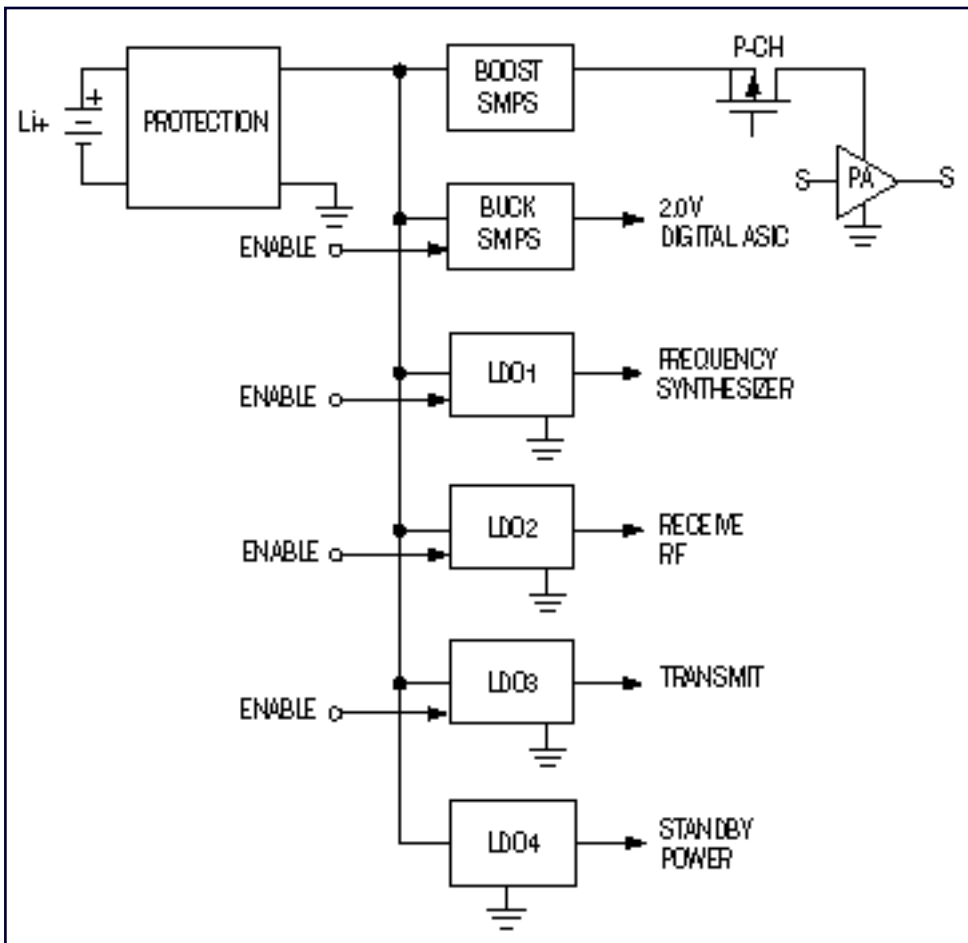 P-CH
BOOST
SMPS
Li+
+
PROTECTION
S
PA
S
BUCK
SMPS
2.0V
DIGITAL ASIC
ENABLE
LDO1
FREQUENCY
SYNTHESIZER
ENABLE
LDO2
RECEIVE
RF
ENABLE
LDO3
TRANSMIT
ENABLE
LDO4
STANDBY
POWER